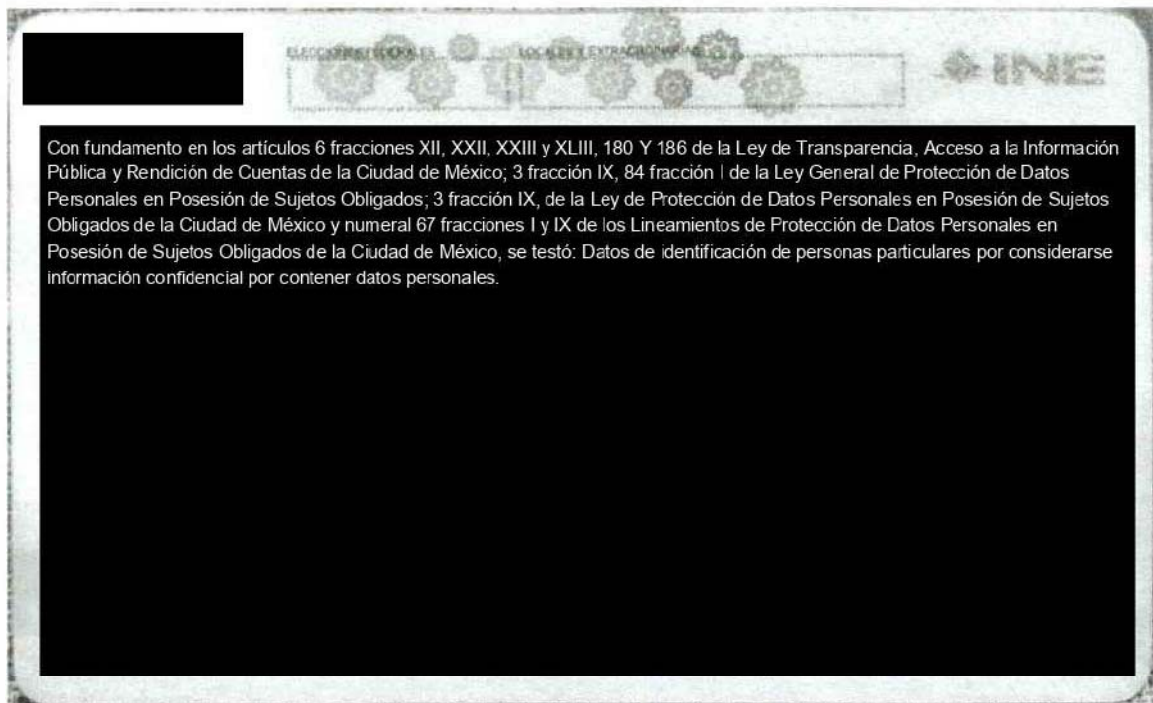 ELECCIONES FEDERALES
LOCALES Y EXTRAORDINARIAS
INE
Con fundamento en los artículos 6 fracciones XII, XXII, XXIII y XLIII, 180 Y 186 de la Ley de Transparencia, Acceso a la Información
Pública y Rendición de Cuentas de la Ciudad de México; 3 fracción IX, 84 fracción I de la Ley General de Protección de Datos
Personales en Posesión de Sujetos Obligados; 3 fracción IX, de la Ley de Protección de Datos Personales en Posesión de Sujetos
Obligados de la Ciudad de México y numeral 67 fracciones I y IX de los Lineamientos de Protección de Datos Personales en
Posesión de Sujetos Obligados de la Ciudad de México, se testó: Datos de identificación de personas particulares por considerarse
información confidencial por contener datos personales.